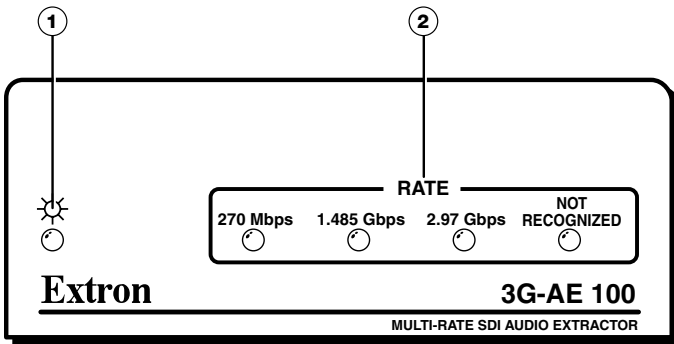 1 2
RATE
270 Mbps 1.485 Gbps 2.97 Gbps NOT RECOGNIZED
Extron 3G-AE 100
MULTI-RATE SDI AUDIO EXTRACTOR